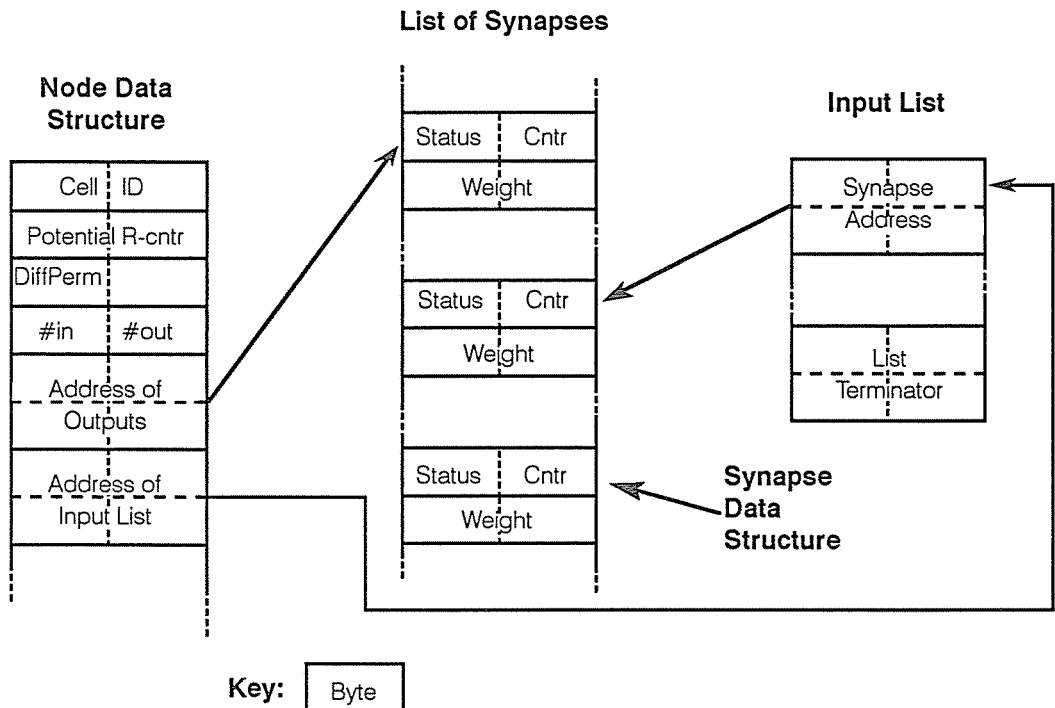 List of Synapses
Node Data
Structure
Cell ID
Potential R-cntr
DiffPerm
#in #out
Address of
Outputs
Address of
Input List
Status Cntr
Weight
Status Cntr
Weight
Status Cntr
Weight
Input List
Synapse
Address
List
Terminator
Synapse
Data
Structure
Key: Byte